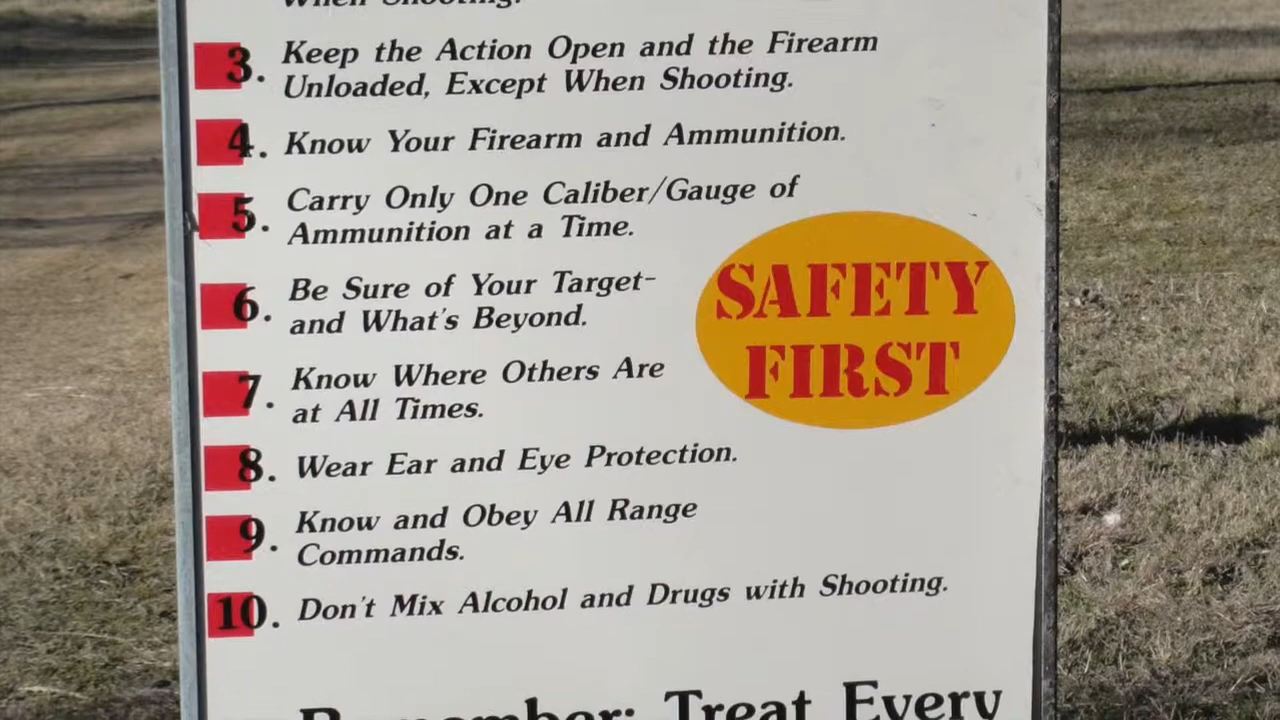 When Shooting.
3. Keep the Action Open and the Firearm
Unloaded, Except When Shooting.
4. Know Your Firearm and Ammunition.
5. Carry Only One Caliber/Gauge of
Ammunition at a Time.
6. Be Sure of Your Target-
and What's Beyond.
7. Know Where Others Are
at All Times.
SAFETY
FIRST
8. Wear Ear and Eye Protection.
9. Know and Obey All Range
Commands.
10. Don't Mix Alcohol and Drugs with Shooting.
Remember: Treat Every